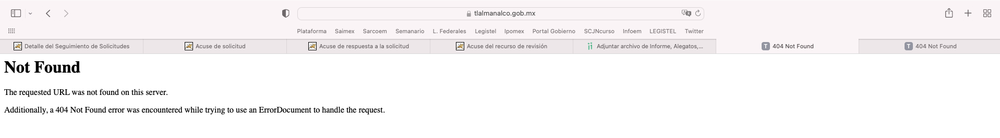 tlalmanalco.gob.mx
Plataforma Saimex Sarcoem Semanario L. Federales Legistel Ipomex Portal Gobierno SCJNcurso Infoem LEGISTEL Twitter
Detalle del Seguimiento de Solicitudes Acuse de solicitud Acuse de respuesta a la solicitud Acuse del recurso de revisión Adjuntar archivo de Informe, Alegatos,... T 404 Not Found T 404 Not Found
Not Found
The requested URL was not found on this server.
Additionally, a 404 Not Found error was encountered while trying to use an ErrorDocument to handle the request.